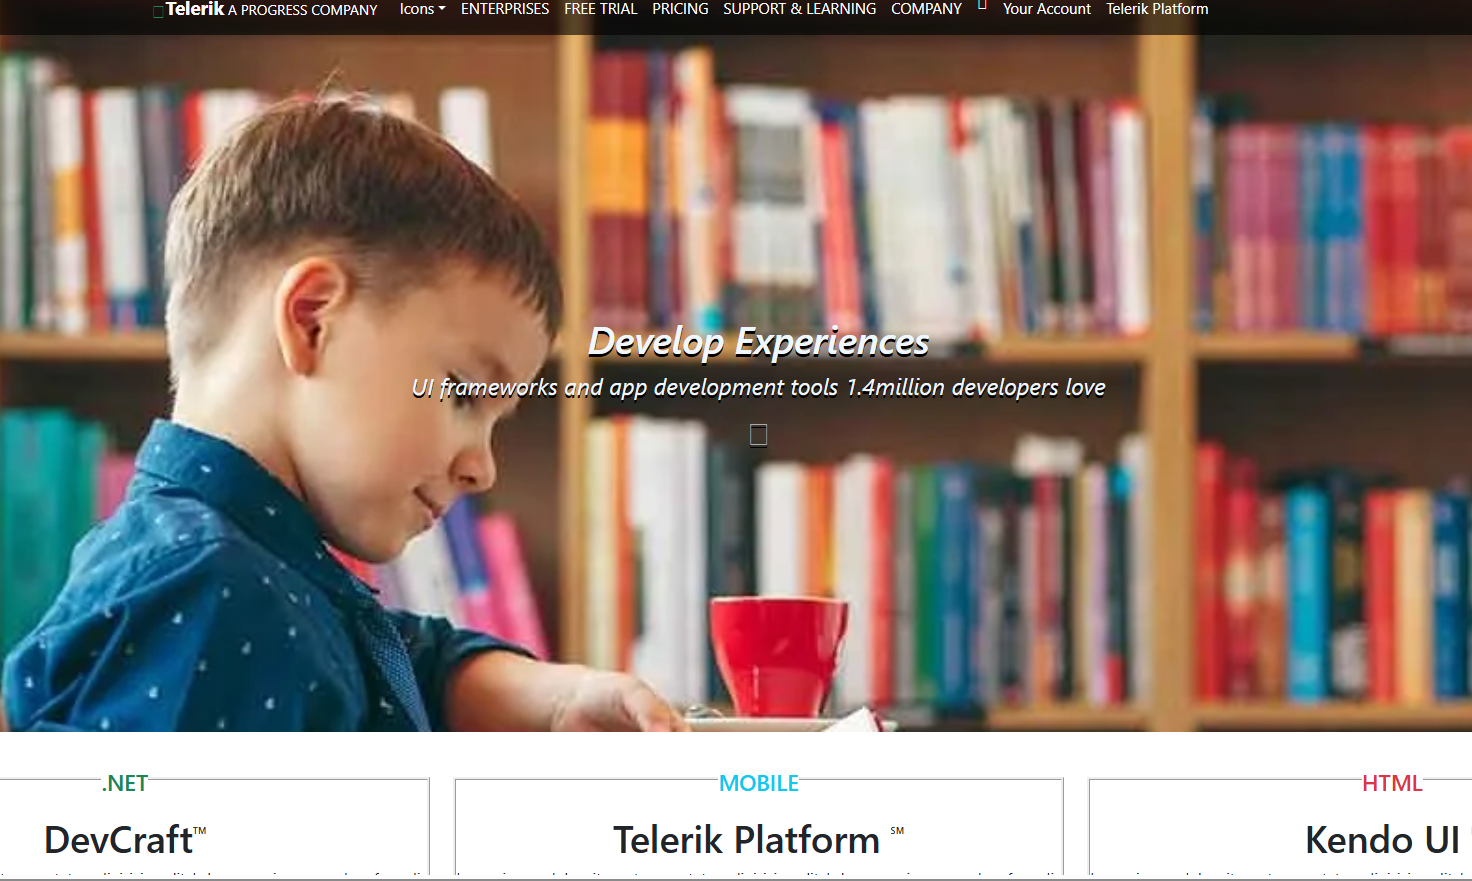 Telerik A PROGRESS COMPANY Icons ENTERPRISES FREE TRIAL PRICING SUPPORT & LEARNING COMPANY Your Account Telerik Platform
Develop Experiences
UI frameworks and app development tools 1.4million developers love
.NET MOBILE HTML
DevCraft™ Telerik Platform ℠ Kendo UI